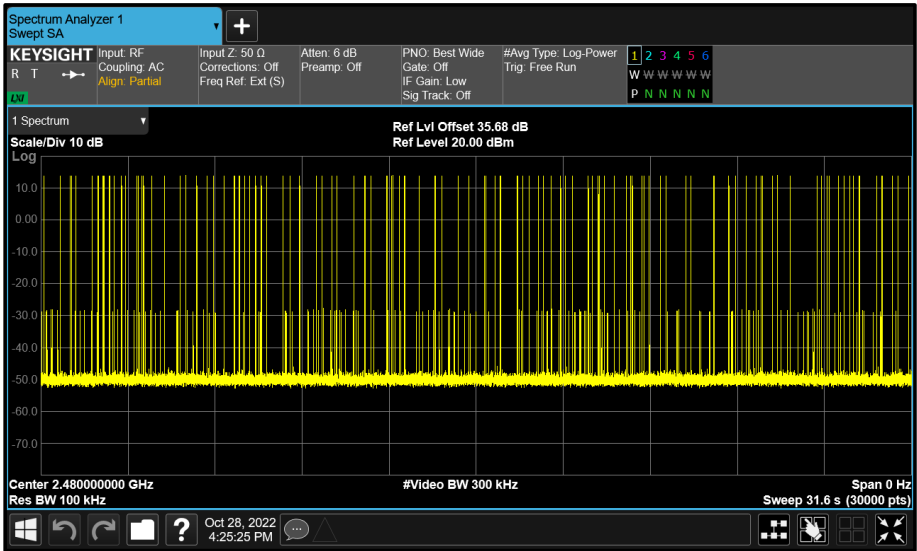 Spectrum Analyzer 1
Swept SA
+
KEYSIGHT
R T
LXI
Input: RF
Coupling: AC
Align: Partial
Input Z: 50 Ω
Corrections: Off
Freq Ref: Ext (S)
Atten: 6 dB
Preamp: Off
PNO: Best Wide
Gate: Off
IF Gain: Low
Sig Track: Off
#Avg Type: Log-Power
Trig: Free Run
1 2 3 4 5 6
W W W W W W
P N N N N N
1 Spectrum
Scale/Div 10 dB
Ref Lvl Offset 35.68 dB
Ref Level 20.00 dBm
Log
10.0
0.00
-10.0
-20.0
-30.0
-40.0
-50.0
-60.0
-70.0
Center 2.480000000 GHz
#Video BW 300 kHz
Span 0 Hz
Res BW 100 kHz
Sweep 31.6 s (30000 pts)
?
Oct 28, 2022
4:25:25 PM